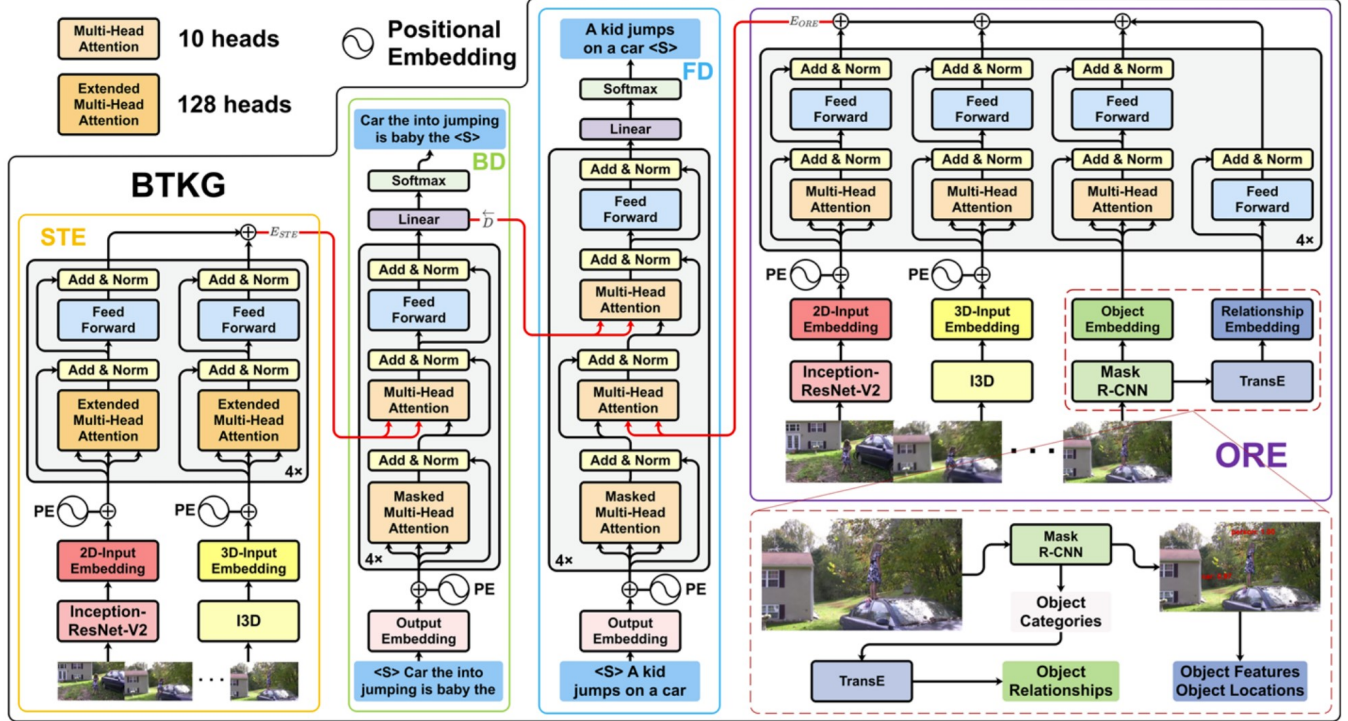 Multi-Head
Attention
10 heads
Extended
Multi-Head
Attention
128 heads
Positional
Embedding
BTKG
STE
E_STE
Add & Norm
Add & Norm
Feed
Forward
Feed
Forward
Add & Norm
Add & Norm
Extended
Multi-Head
Attention
Extended
Multi-Head
Attention
4×
PE
PE
2D-Input
Embedding
3D-Input
Embedding
Inception-
ResNet-V2
I3D
Car the into jumping
is baby the <S>
BD
Softmax
Linear
D
Add & Norm
Feed
Forward
Add & Norm
Multi-Head
Attention
Add & Norm
Masked
Multi-Head
Attention
4×
PE
Output
Embedding
<S> Car the into
jumping is baby the
A kid jumps
on a car <S>
FD
Softmax
Linear
Add & Norm
Feed
Forward
Add & Norm
Multi-Head
Attention
Add & Norm
Multi-Head
Attention
Add & Norm
Masked
Multi-Head
Attention
4×
PE
Output
Embedding
<S> A kid
jumps on a car
E_ORE
Add & Norm
Add & Norm
Add & Norm
Feed
Forward
Feed
Forward
Feed
Forward
Add & Norm
Add & Norm
Add & Norm
Add & Norm
Multi-Head
Attention
Multi-Head
Attention
Multi-Head
Attention
Feed
Forward
4×
PE
PE
2D-Input
Embedding
3D-Input
Embedding
Object
Embedding
Relationship
Embedding
Inception-
ResNet-V2
I3D
Mask
R-CNN
TransE
ORE
Mask
R-CNN
Object
Categories
TransE
Object
Relationships
Object Features
Object Locations